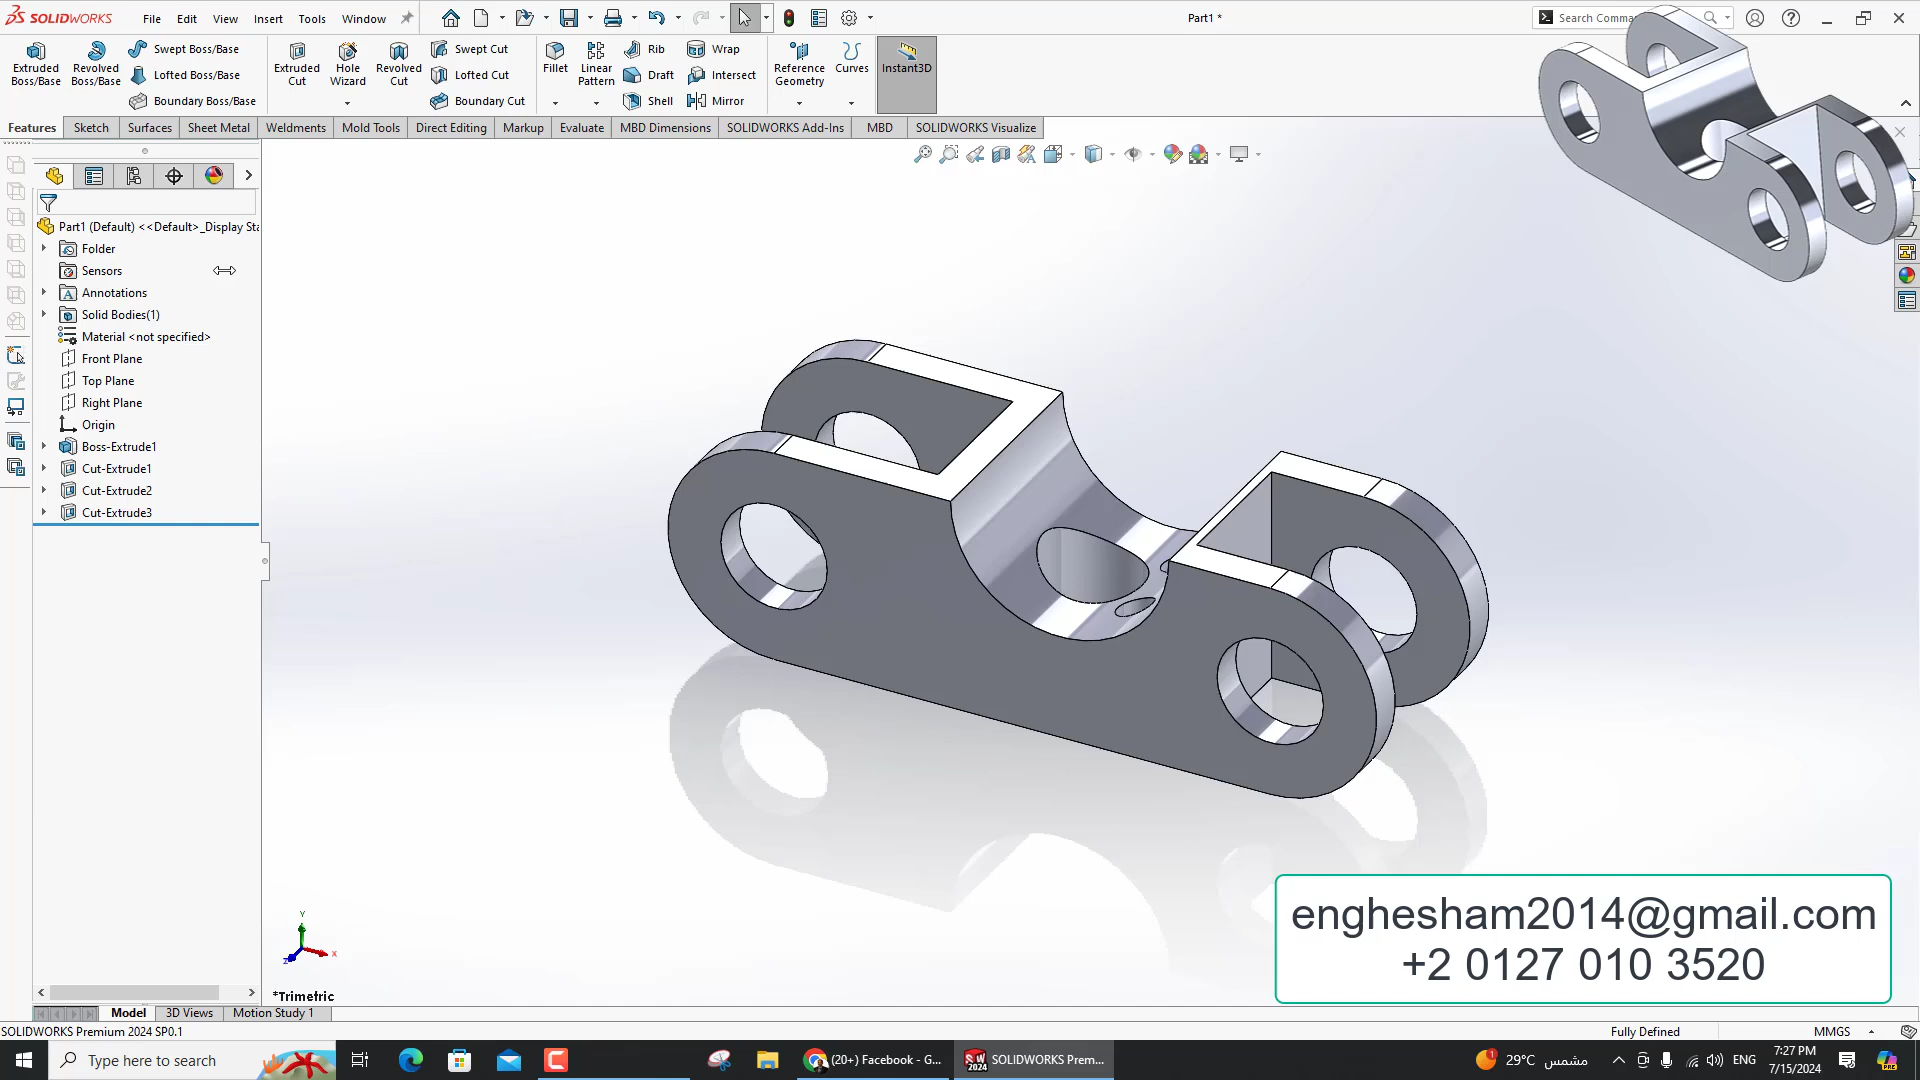 SOLIDWORKS
File Edit View Insert Tools Window
Part1 *
Extruded Boss/Base
Revolved Boss/Base
Swept Boss/Base
Lofted Boss/Base
Boundary Boss/Base
Extruded Cut
Hole Wizard
Revolved Cut
Swept Cut
Lofted Cut
Boundary Cut
Fillet
Linear Pattern
Rib
Draft
Shell
Wrap
Intersect
Mirror
Reference Geometry
Curves
Instant3D
Features Sketch Surfaces Sheet Metal Weldments Mold Tools Direct Editing Markup Evaluate MBD Dimensions SOLIDWORKS Add-Ins MBD SOLIDWORKS Visualize
Part1 (Default) <<Default>_Display Sta
Folder
Sensors
Annotations
Solid Bodies(1)
Material <not specified>
Front Plane
Top Plane
Right Plane
Origin
Boss-Extrude1
Cut-Extrude1
Cut-Extrude2
Cut-Extrude3
Y
X
Z
*Trimetric
enghesham2014@gmail.com
+2 0127 010 3520
Model 3D Views Motion Study 1
SOLIDWORKS Premium 2024 SP0.1
Fully Defined
MMGS
Type here to search
(20+) Facebook - G...
SOLIDWORKS Prem...
29°C مشمس
ENG
7:27 PM
7/15/2024